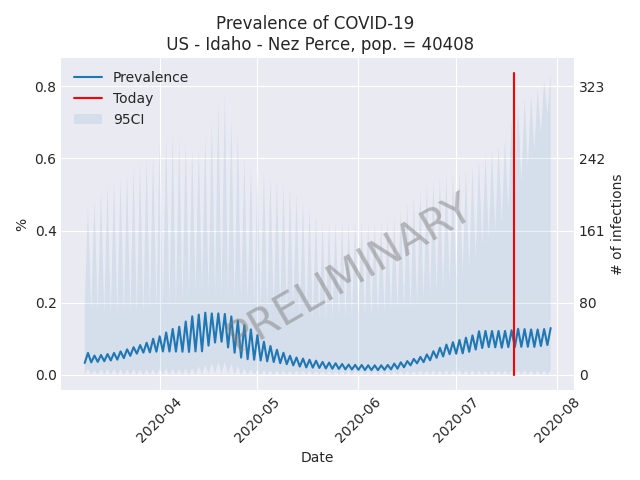 Prevalence of COVID-19
US - Idaho - Nez Perce, pop. = 40408
Prevalence
Today
95CI
0.8
0.6
0.4
0.2
0.0
%
323
242
161
80
0
# of infections
PRELIMINARY
2020-04
2020-05
2020-06
2020-07
2020-08
Date